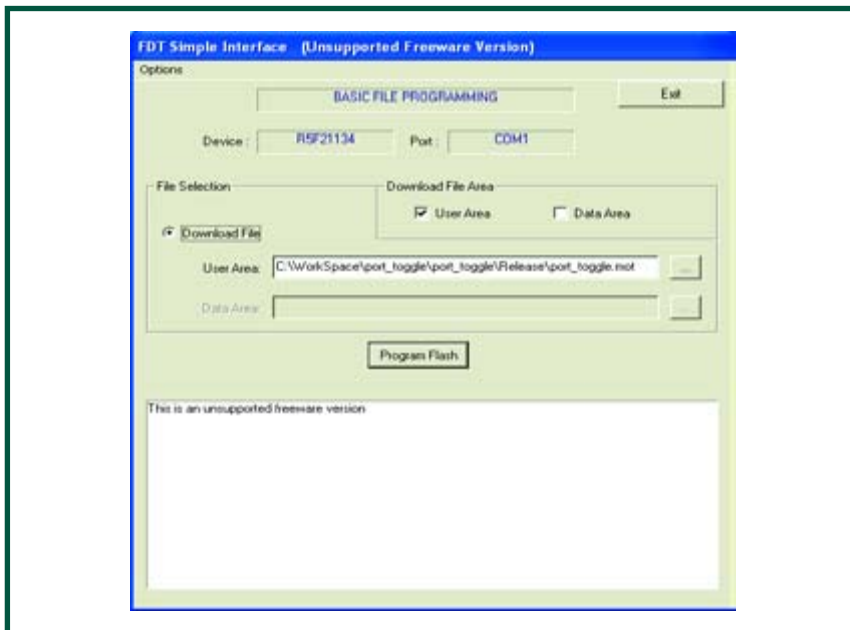 FDT Simple Interface (Unsupported Freeware Version)
Options
BASIC FILE PROGRAMMING
Exit
Device : R5F21134 Port : COM1
File Selection
Download File Area
User Area Data Area
Download File
User Area: C:\WorkSpace\port_toggle\port_toggle\Release\port_toggle.mot ...
Data Area: ...
Program Flash
This is an unsupported freeware version